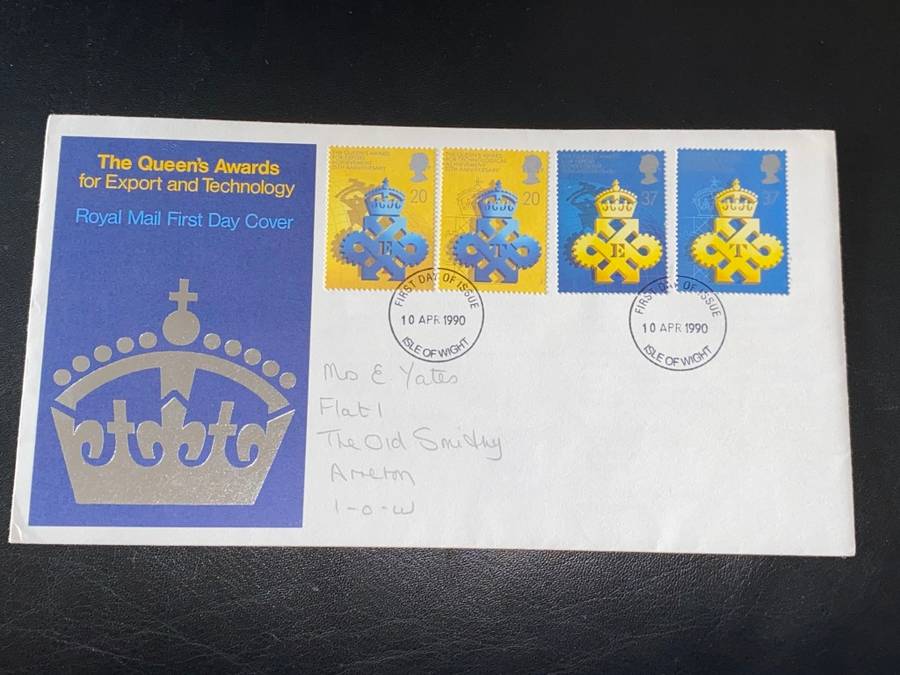 The Queen's Awards
for Export and Technology
Royal Mail First Day Cover
20
E
20
T
37
E
37
T
FIRST DAY OF ISSUE
10 APR 1990
ISLE OF WIGHT
FIRST DAY OF ISSUE
10 APR 1990
ISLE OF WIGHT
Ms E Yates
Flat 1
The Old Smithy
Arreton
I-O-W